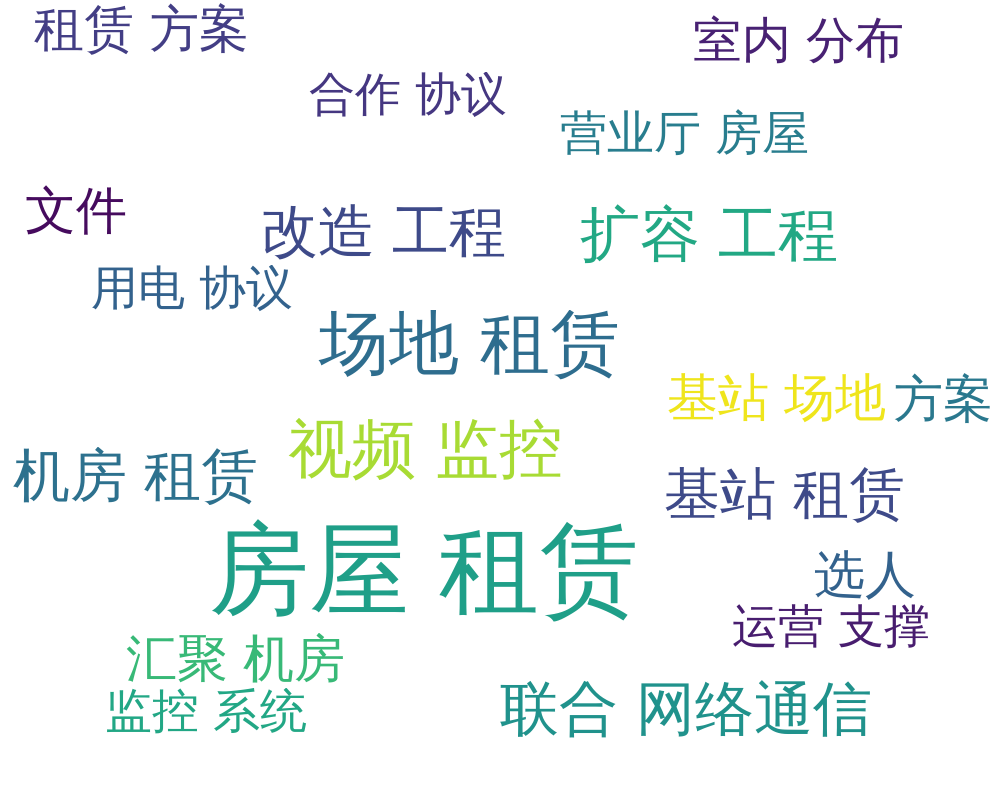 租赁 方案
室内 分布
合作 协议
营业厅 房屋
文件
改造 工程
扩容 工程
用电 协议
场地 租赁
基站 场地
方案
视频 监控
机房 租赁
基站 租赁
房屋 租赁
选人
运营 支撑
汇聚 机房
监控 系统
联合 网络通信